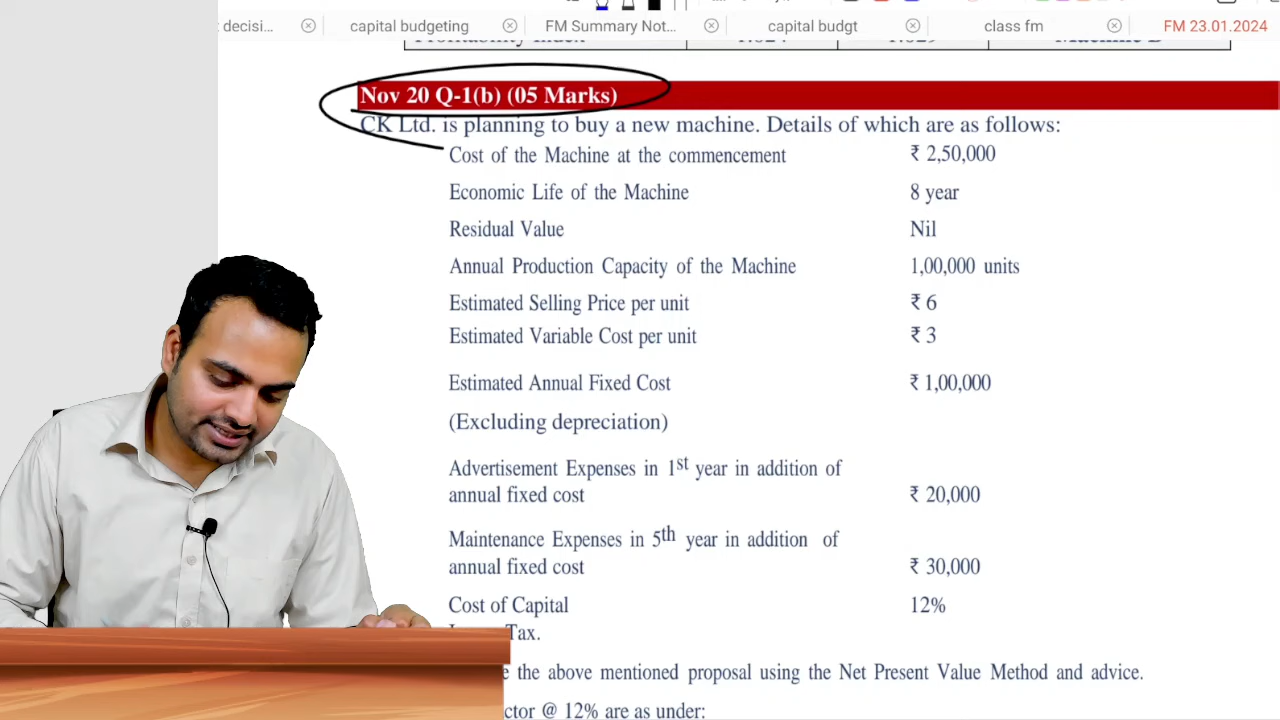 decisi...
capital budgeting
FM Summary Not...
capital budgt
class fm
FM 23.01.2024
Nov 20 Q-1(b) (05 Marks)
CK Ltd. is planning to buy a new machine. Details of which are as follows:
Cost of the Machine at the commencement ₹ 2,50,000
Economic Life of the Machine 8 year
Residual Value Nil
Annual Production Capacity of the Machine 1,00,000 units
Estimated Selling Price per unit ₹ 6
Estimated Variable Cost per unit ₹ 3
Estimated Annual Fixed Cost ₹ 1,00,000
(Excluding depreciation)
Advertisement Expenses in 1st year in addition of
annual fixed cost ₹ 20,000
Maintenance Expenses in 5th year in addition of
annual fixed cost ₹ 30,000
Cost of Capital 12%
Tax.
the above mentioned proposal using the Net Present Value Method and advice.
@ 12% are as under: